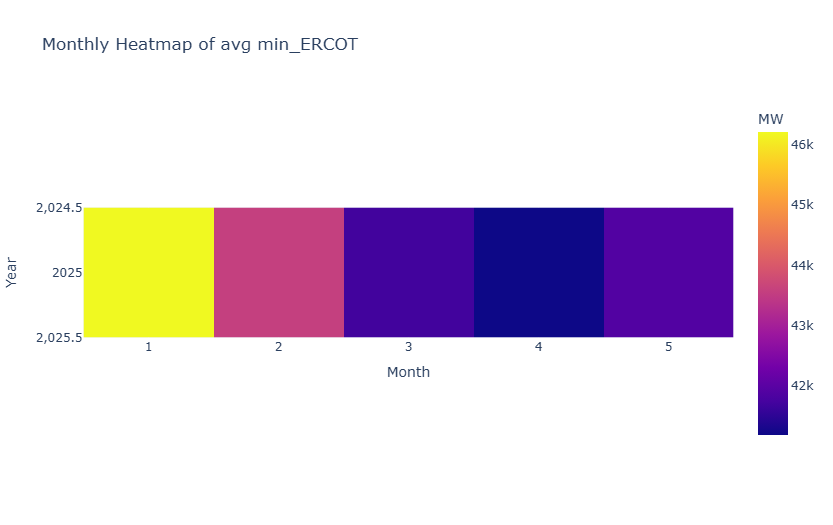 Monthly Heatmap of avg min_ERCOT
MW
46k
45k
44k
43k
42k
Year
2,024.5
2025
2,025.5
1 2 3 4 5
Month